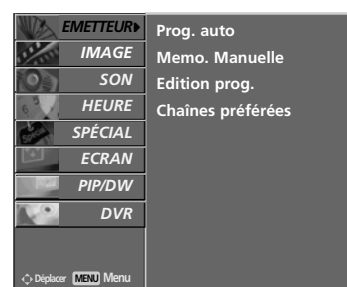 EMETTEUR
IMAGE
SON
HEURE
SPÉCIAL
ECRAN
PIP/DW
DVR
Déplacer MENU Menu
Prog. auto
Memo. Manuelle
Edition prog.
Chaînes préférées